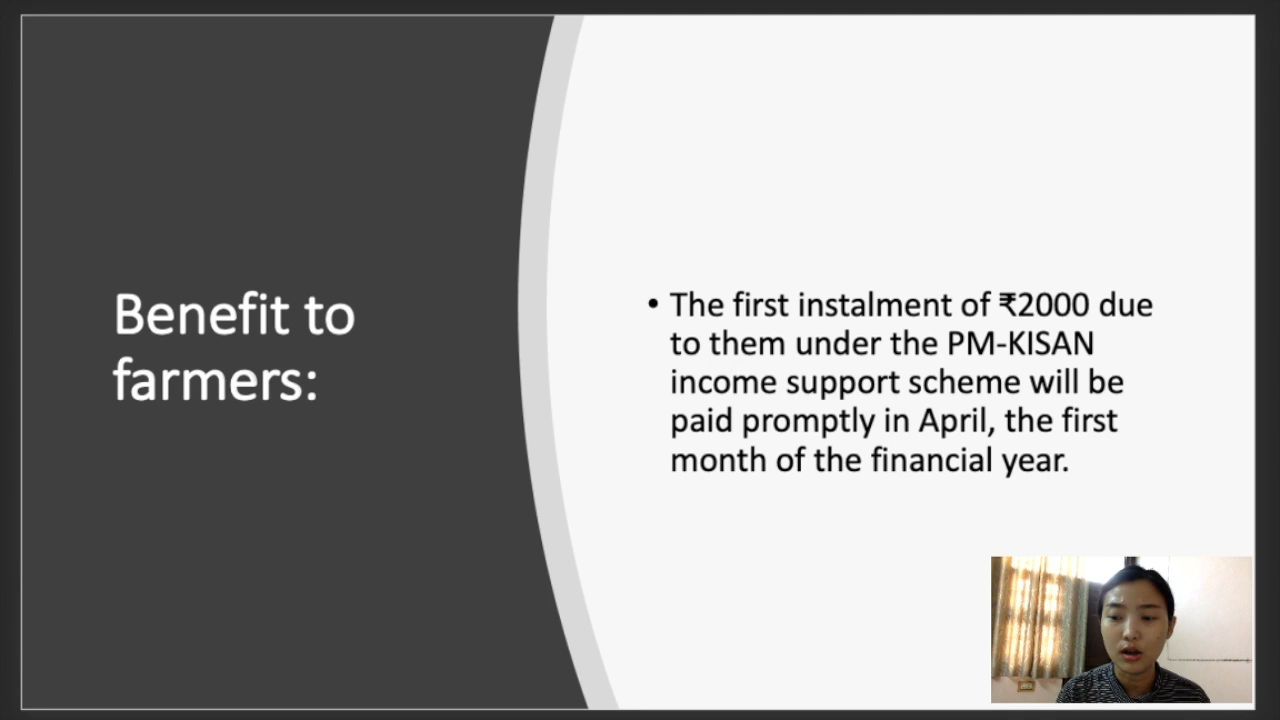 Benefit to
farmers:
• The first instalment of ₹2000 due
to them under the PM-KISAN
income support scheme will be
paid promptly in April, the first
month of the financial year.